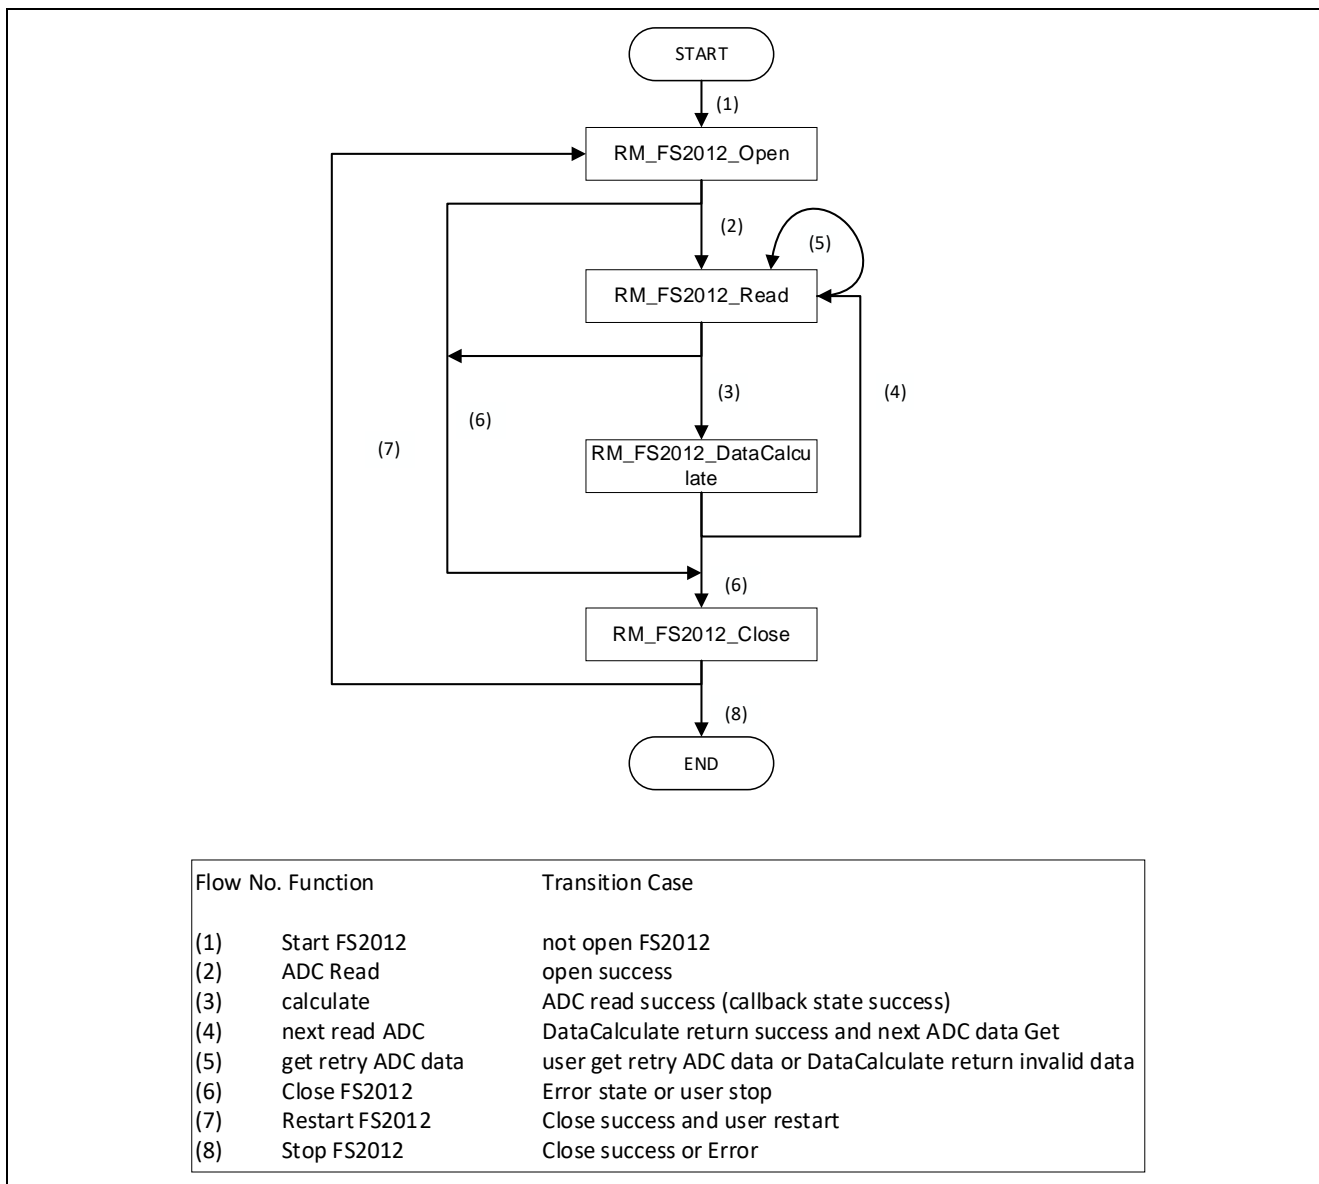 START
(1)
RM_FS2012_Open
(2)
(5)
RM_FS2012_Read
(3)
(4)
(6)
(7)
RM_FS2012_DataCalcu
late
(6)
RM_FS2012_Close
(8)
END
Flow No. Function Transition Case
(1) Start FS2012 not open FS2012
(2) ADC Read open success
(3) calculate ADC read success (callback state success)
(4) next read ADC DataCalculate return success and next ADC data Get
(5) get retry ADC data user get retry ADC data or DataCalculate return invalid data
(6) Close FS2012 Error state or user stop
(7) Restart FS2012 Close success and user restart
(8) Stop FS2012 Close success or Error